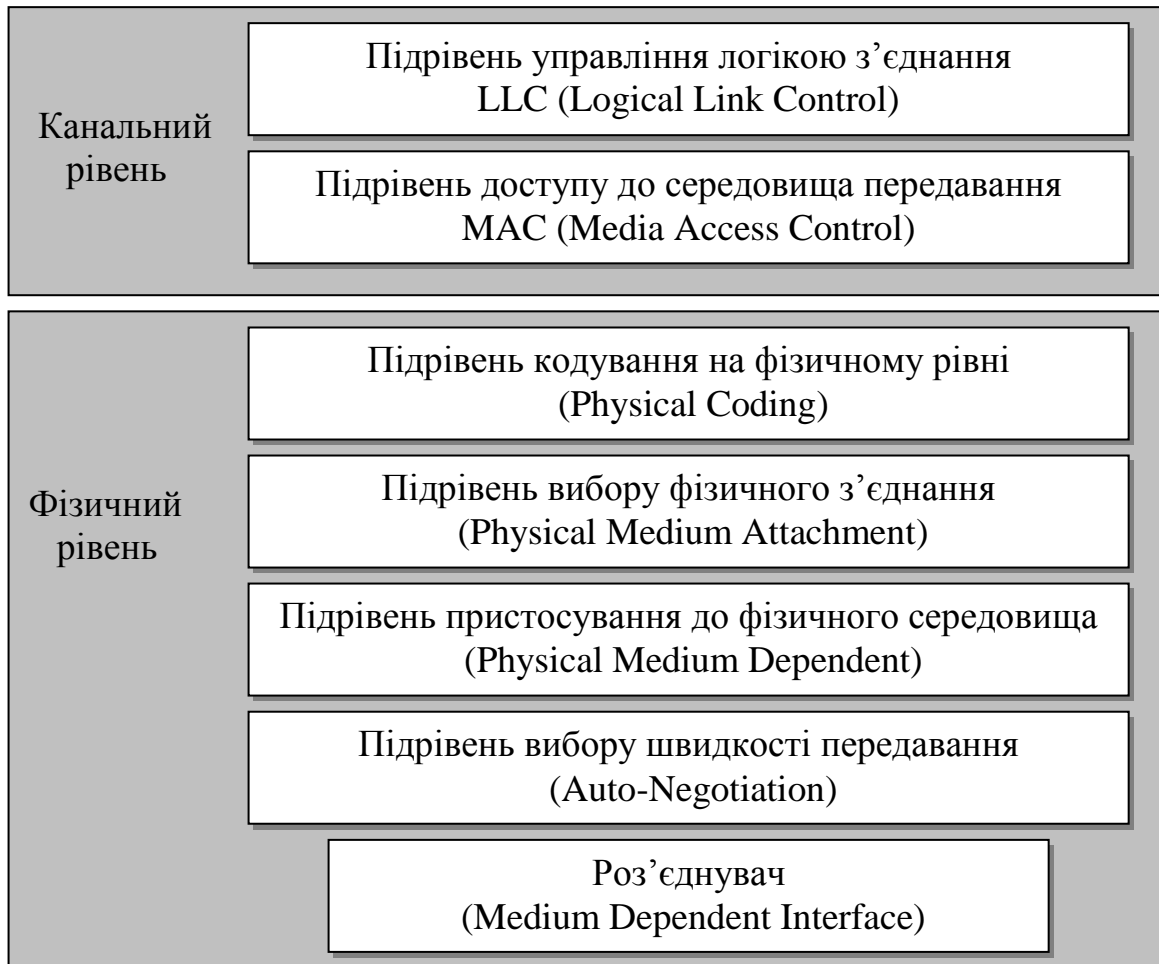 Канальний
рівень
Підрівень управління логікою з’єднання
LLC (Logical Link Control)
Підрівень доступу до середовища передавання
MAC (Media Access Control)
Фізичний
рівень
Підрівень кодування на фізичному рівні
(Physical Coding)
Підрівень вибору фізичного з’єднання
(Physical Medium Attachment)
Підрівень пристосування до фізичного середовища
(Physical Medium Dependent)
Підрівень вибору швидкості передавання
(Auto-Negotiation)
Роз’єднувач
(Medium Dependent Interface)